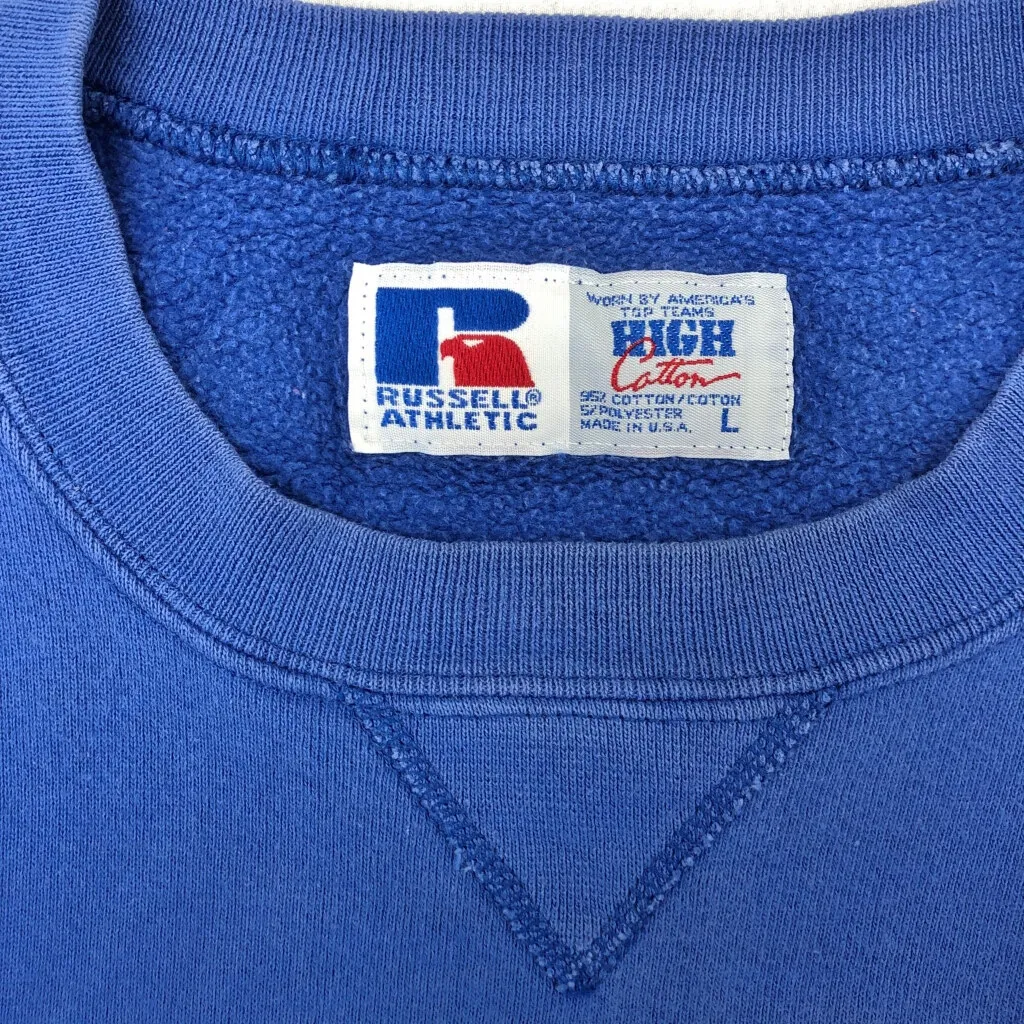 R
RUSSELL®
ATHLETIC
WORN BY AMERICA'S
TOP TEAMS
HIGH
Cotton
95% COTTON/COTON
5% POLYESTER
MADE IN U.S.A. L